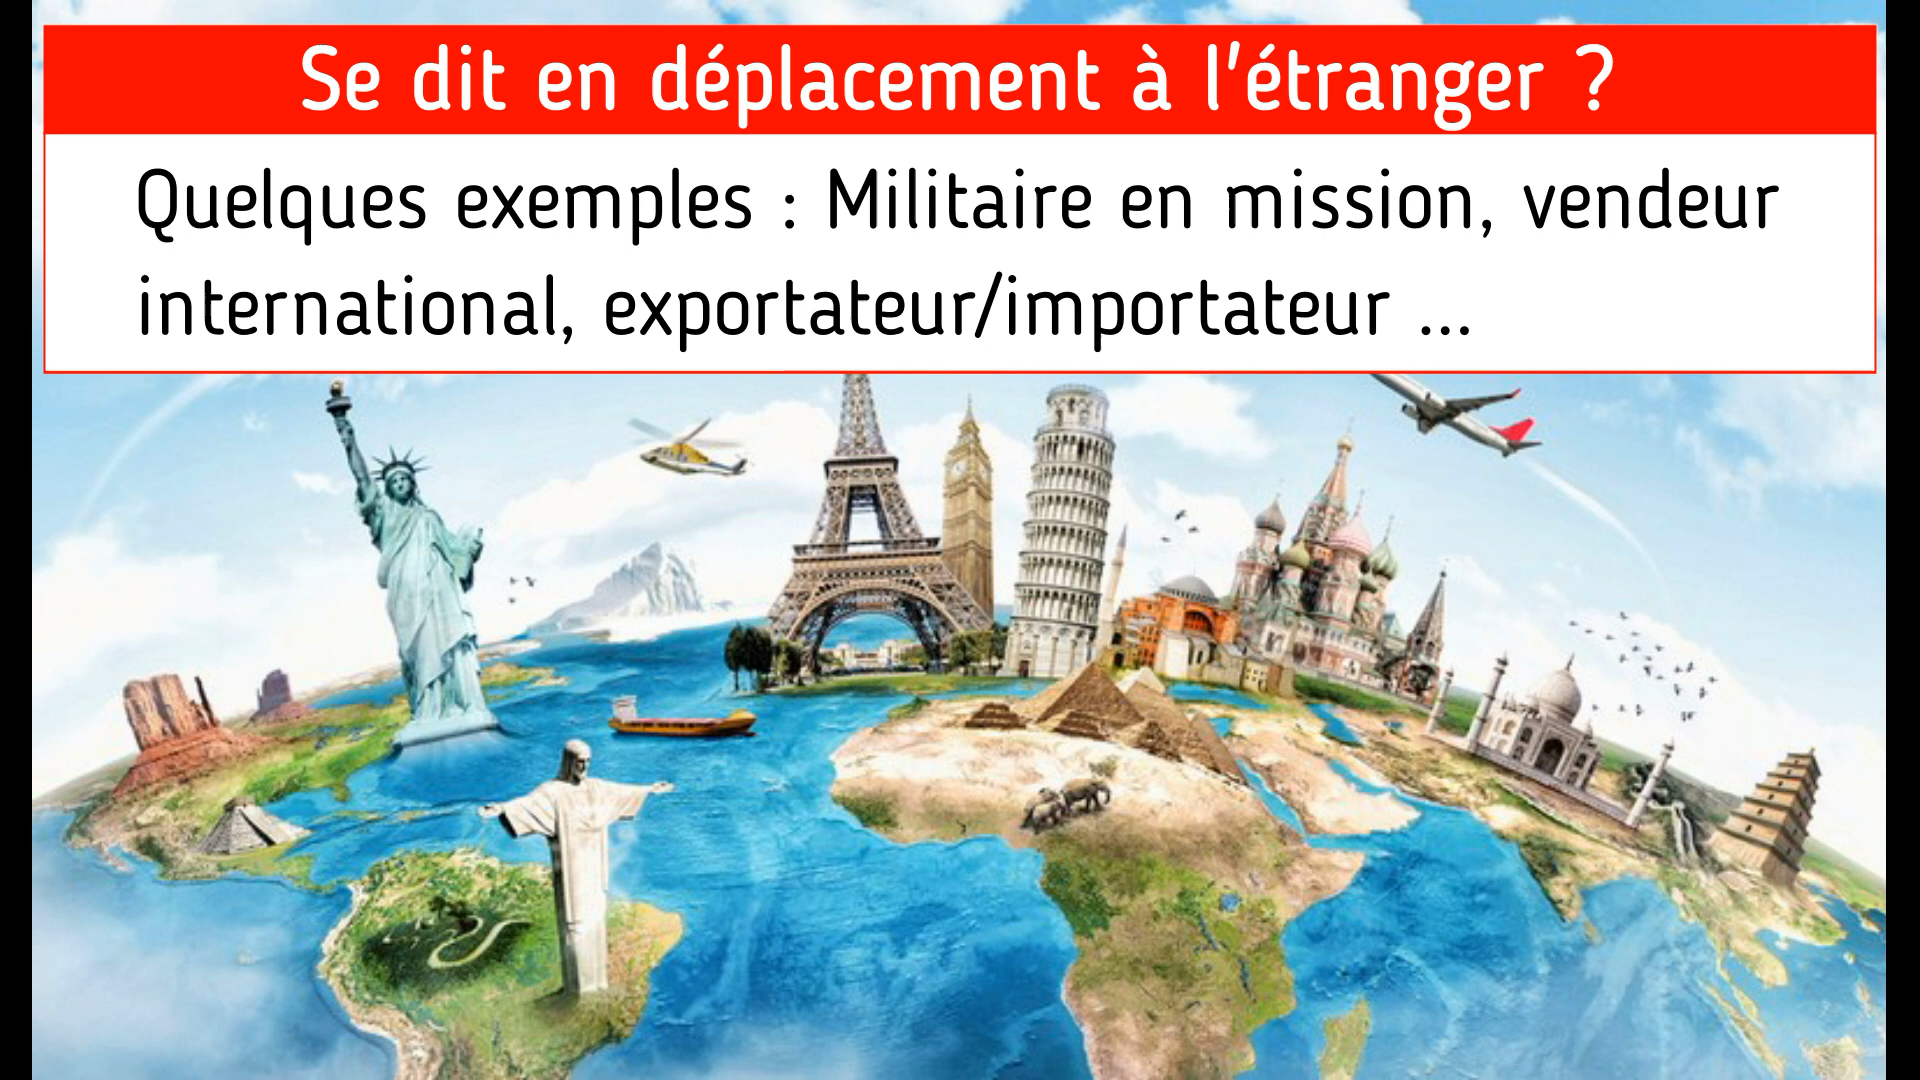 Se dit en déplacement à l'étranger ?
Quelques exemples : Militaire en mission, vendeur
international, exportateur/importateur ...